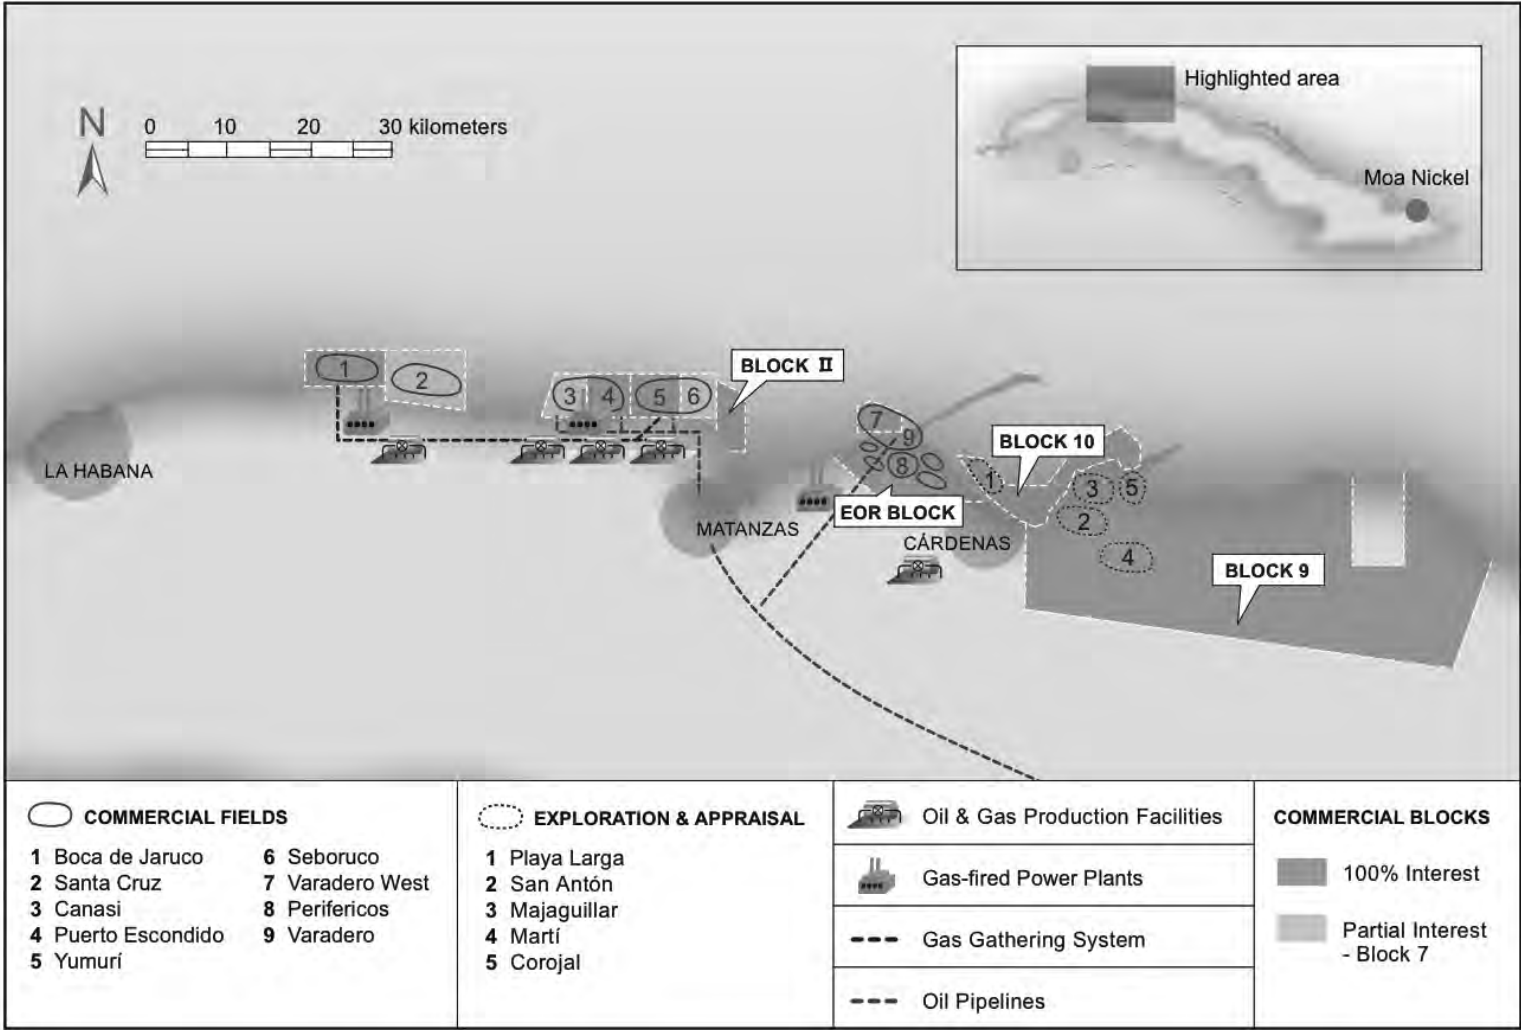 N
0 10 20 30 kilometers
Highlighted area
Moa Nickel
BLOCK II
1
2
3 4 5 6
7
9
8
BLOCK 10
1
3 5
2
4
LA HABANA
MATANZAS
EOR BLOCK
CÁRDENAS
BLOCK 9
COMMERCIAL FIELDS
1 Boca de Jaruco
2 Santa Cruz
3 Canasi
4 Puerto Escondido
5 Yumurí
6 Seboruco
7 Varadero West
8 Perifericos
9 Varadero
EXPLORATION & APPRAISAL
1 Playa Larga
2 San Antón
3 Majaguillar
4 Martí
5 Corojal
Oil & Gas Production Facilities
Gas-fired Power Plants
Gas Gathering System
Oil Pipelines
COMMERCIAL BLOCKS
100% Interest
Partial Interest
- Block 7